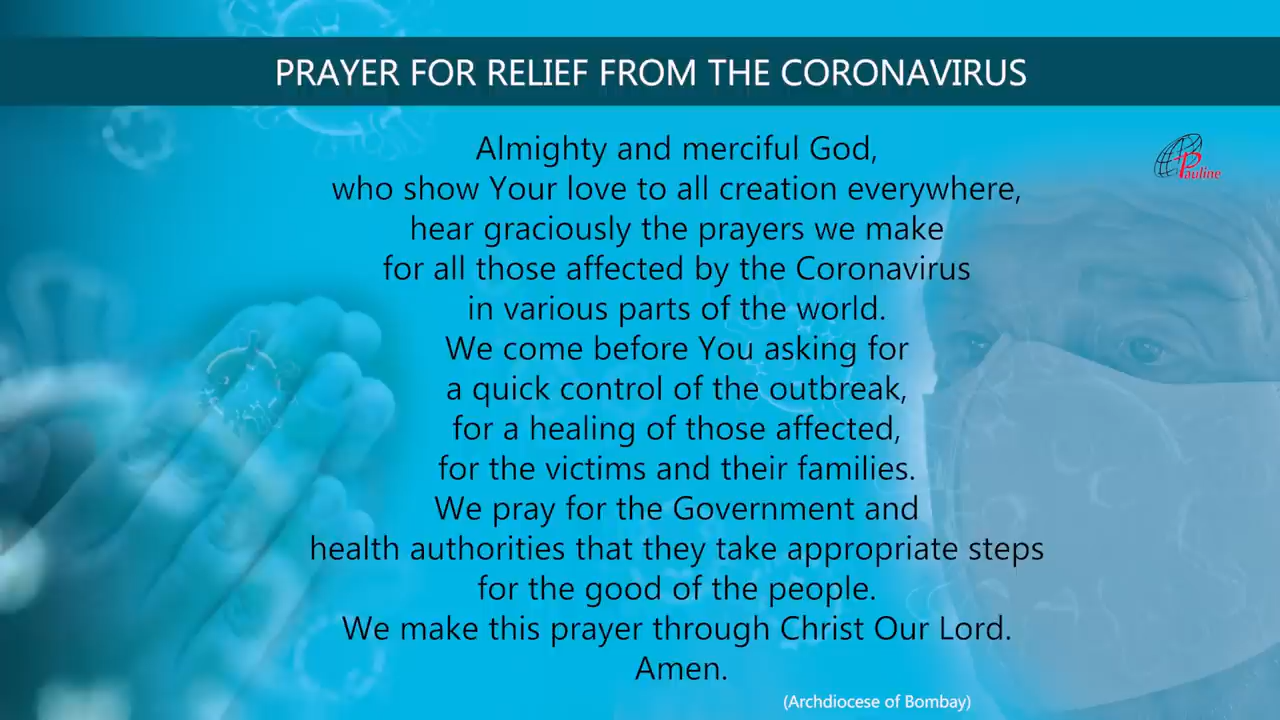 PRAYER FOR RELIEF FROM THE CORONAVIRUS
Almighty and merciful God,
who show Your love to all creation everywhere,
hear graciously the prayers we make
for all those affected by the Coronavirus
in various parts of the world.
We come before You asking for
a quick control of the outbreak,
for a healing of those affected,
for the victims and their families.
We pray for the Government and
health authorities that they take appropriate steps
for the good of the people.
We make this prayer through Christ Our Lord.
Amen.
(Archdiocese of Bombay)
Pauline